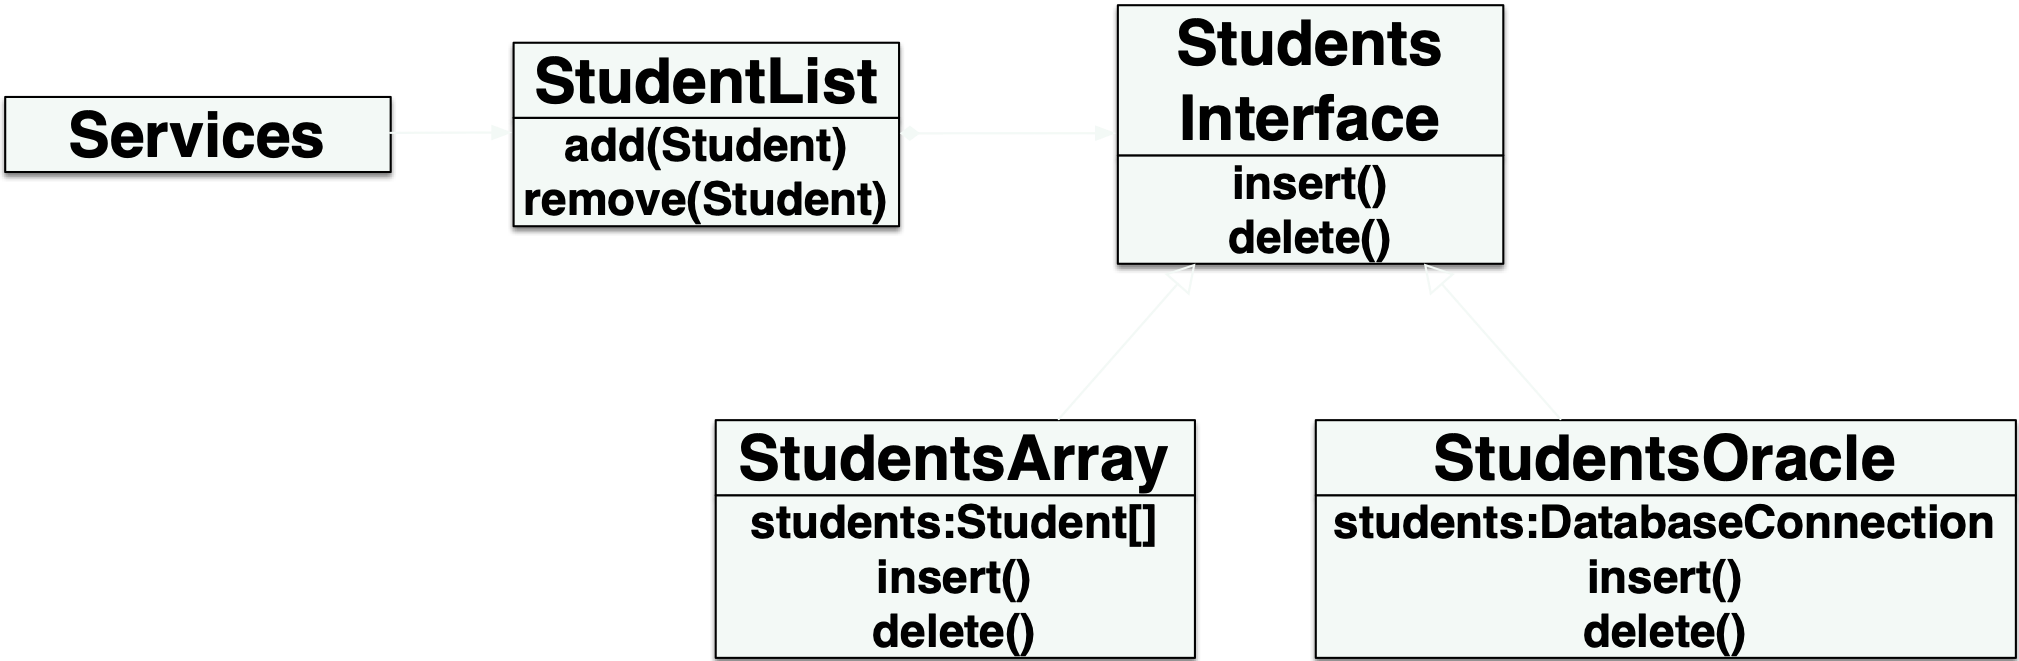 Services
StudentList
add(Student)
remove(Student)
Students
Interface
insert()
delete()
StudentsArray
students:Student[]
insert()
delete()
StudentsOracle
students:DatabaseConnection
insert()
delete()